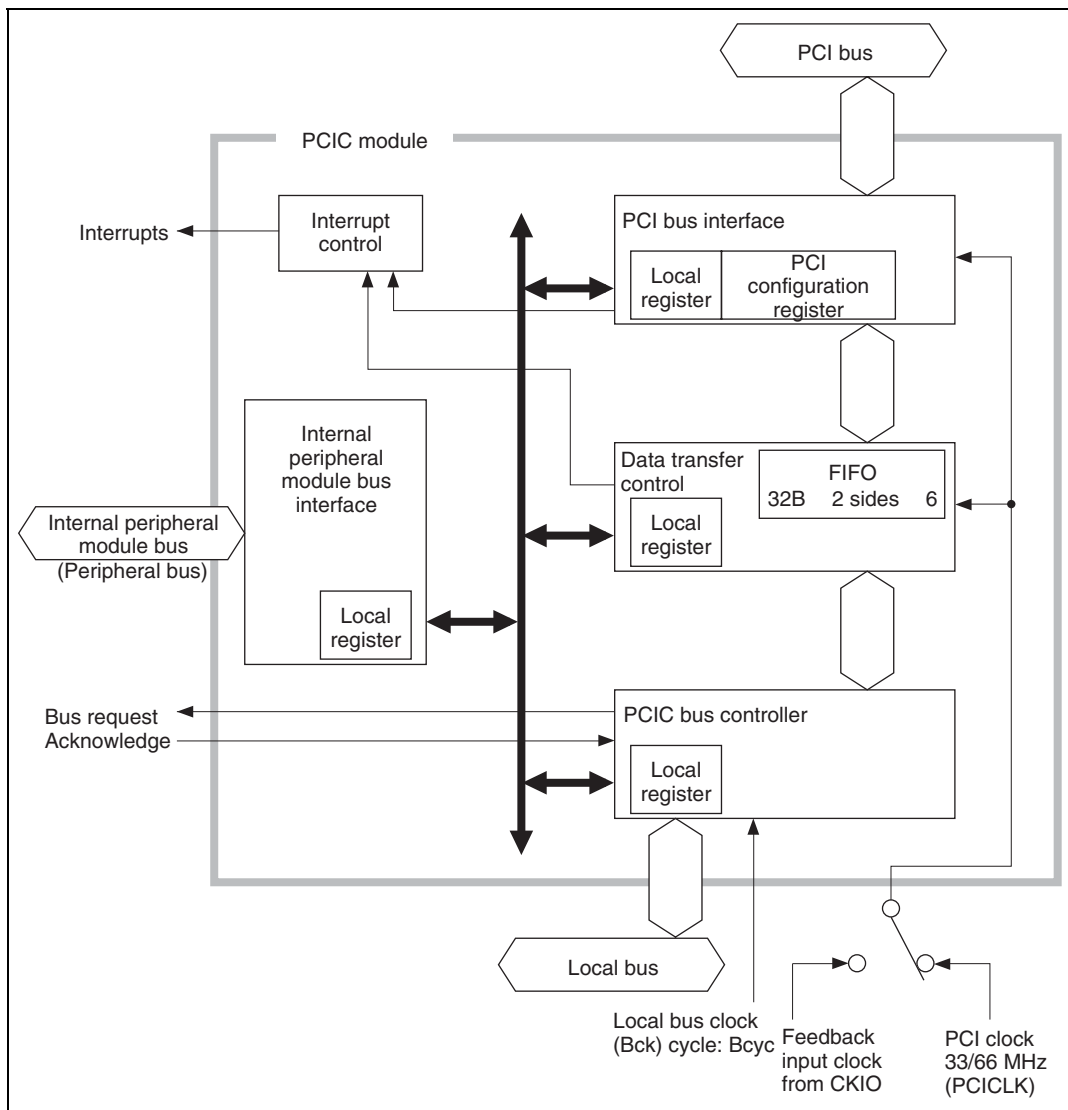 PCI bus
PCIC module
Interrupts
Interrupt
control
PCI bus interface
Local
register
PCI
configuration
register
Internal
peripheral
module bus
interface
Data transfer
control
FIFO
32B 2 sides 6
Local
register
Internal peripheral
module bus
(Peripheral bus)
Local
register
Bus request
Acknowledge
PCIC bus controller
Local
register
Local bus
Local bus clock
(Bck) cycle: Bcyc
Feedback
input clock
from CKIO
PCI clock
33/66 MHz
(PCICLK)